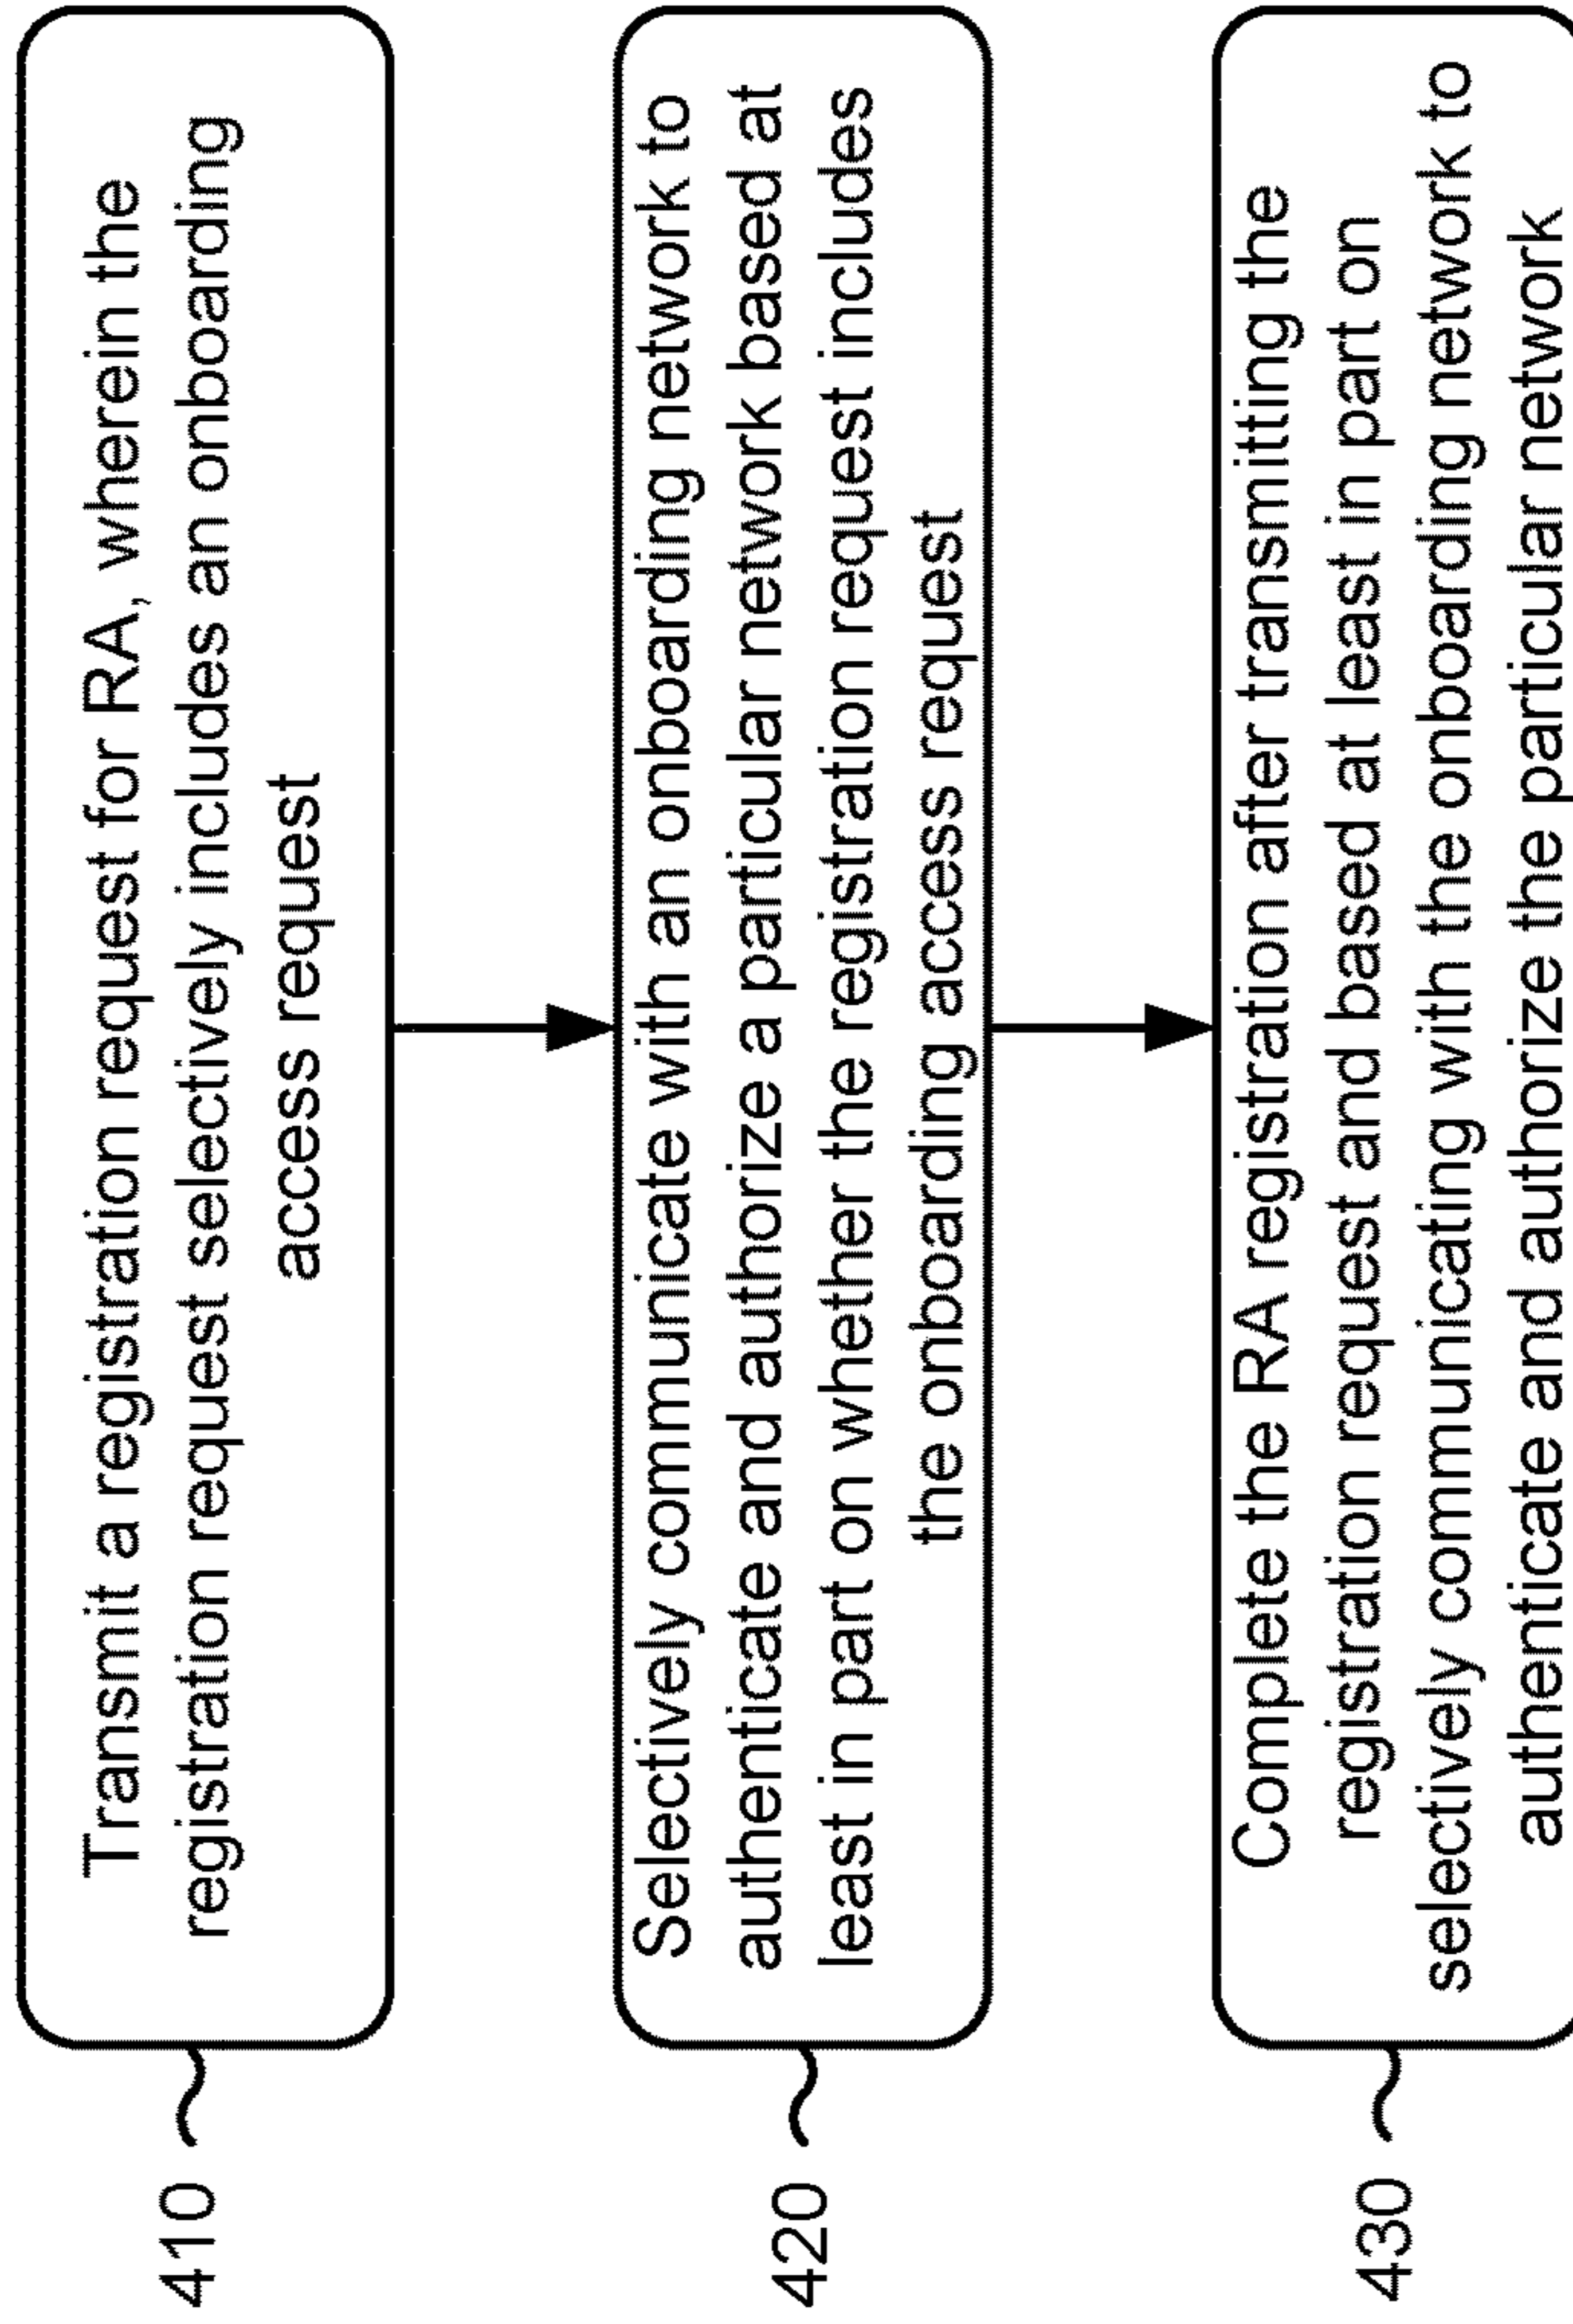 410
Transmit a registration request for RA, wherein the
registration request selectively includes an onboarding
access request
420
Selectively communicate with an onboarding network to
authenticate and authorize a particular network based at
least in part on whether the registration request includes
the onboarding access request
430
Complete the RA registration after transmitting the
registration request and based at least in part on
selectively communicating with the onboarding network to
authenticate and authorize the particular network